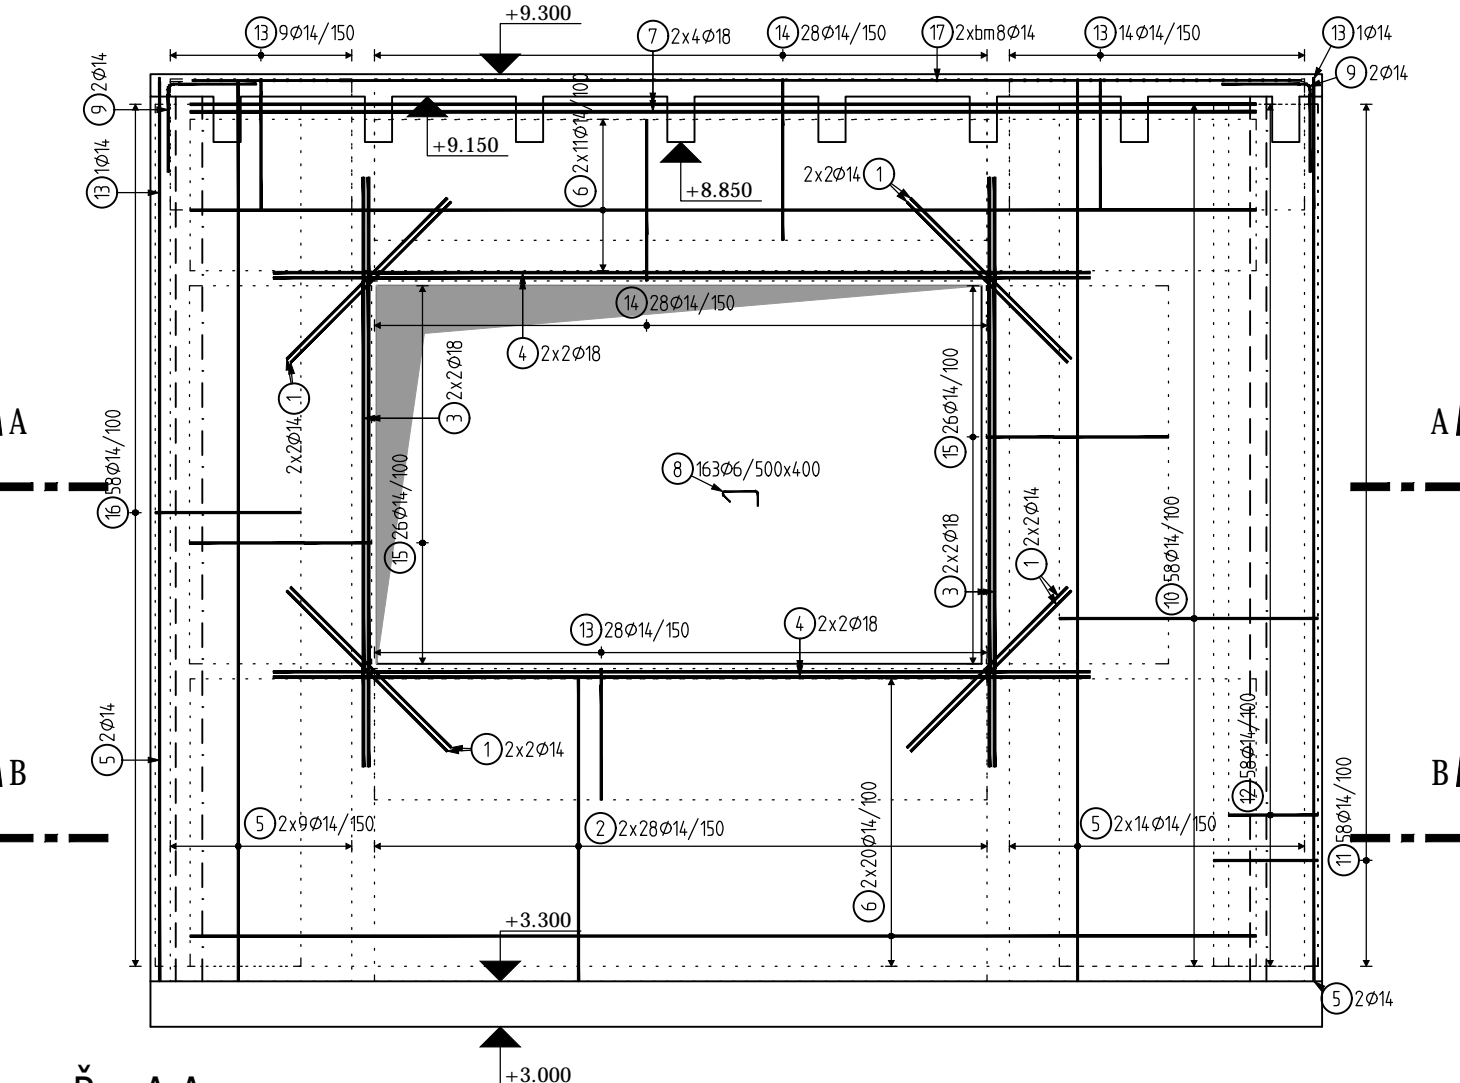 +9.300
13 9Ø14/150
7 2x4Ø18
14 28Ø14/150
17 2xbm8Ø14
13 14Ø14/150
13 1Ø14
9 2Ø14
9 2Ø14
+9.150
6 2x11Ø14/100
+8.850
2x2Ø14 1
13 1Ø14
14 28Ø14/150
4 2x2Ø18
3 2x2Ø18
1
2x2Ø14
15 26Ø14/100
A
A
16 58Ø14/100
8 163Ø6/500x400
15 26Ø14/100
3 2x2Ø18
1 2x2Ø14
10 58Ø14/100
13 28Ø14/150
4 2x2Ø18
5 2Ø14
1 2x2Ø14
B
B
12 58Ø14/100
11 58Ø14/100
5 2x9Ø14/150
2 2x28Ø14/150
5 2x14Ø14/150
6 2x20Ø14/100
+3.300
5 2Ø14
+3.000